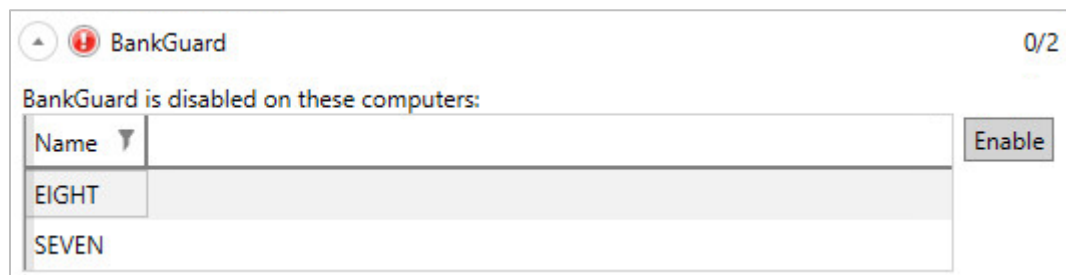 BankGuard 0/2
BankGuard is disabled on these computers:
Name Enable
EIGHT
SEVEN